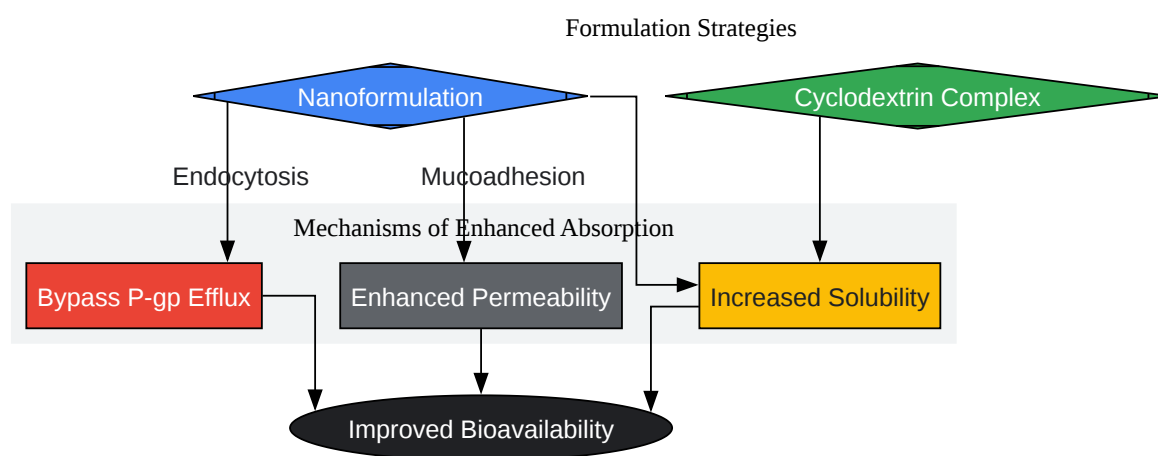 Formulation Strategies
Nanoformulation
Cyclodextrin Complex
Endocytosis
Mucoadhesion
Mechanisms of Enhanced Absorption
Bypass P-gp Efflux
Enhanced Permeability
Increased Solubility
Improved Bioavailability